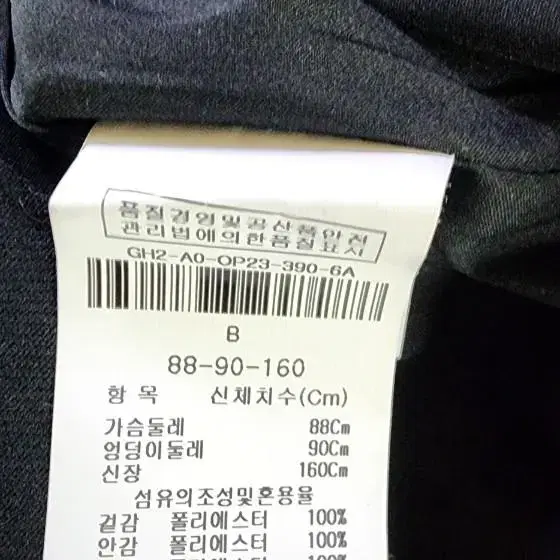 품질경영및공산품안전
관리법에의한품질표시
GH2-A0-OP23-390-6A
B
88-90-160
항 목 신체치수(Cm)
가슴둘레 88Cm
엉덩이둘레 90Cm
신장 160Cm
섬유의조성및혼용율
겉감 폴리에스터 100%
안감 폴리에스터 100%